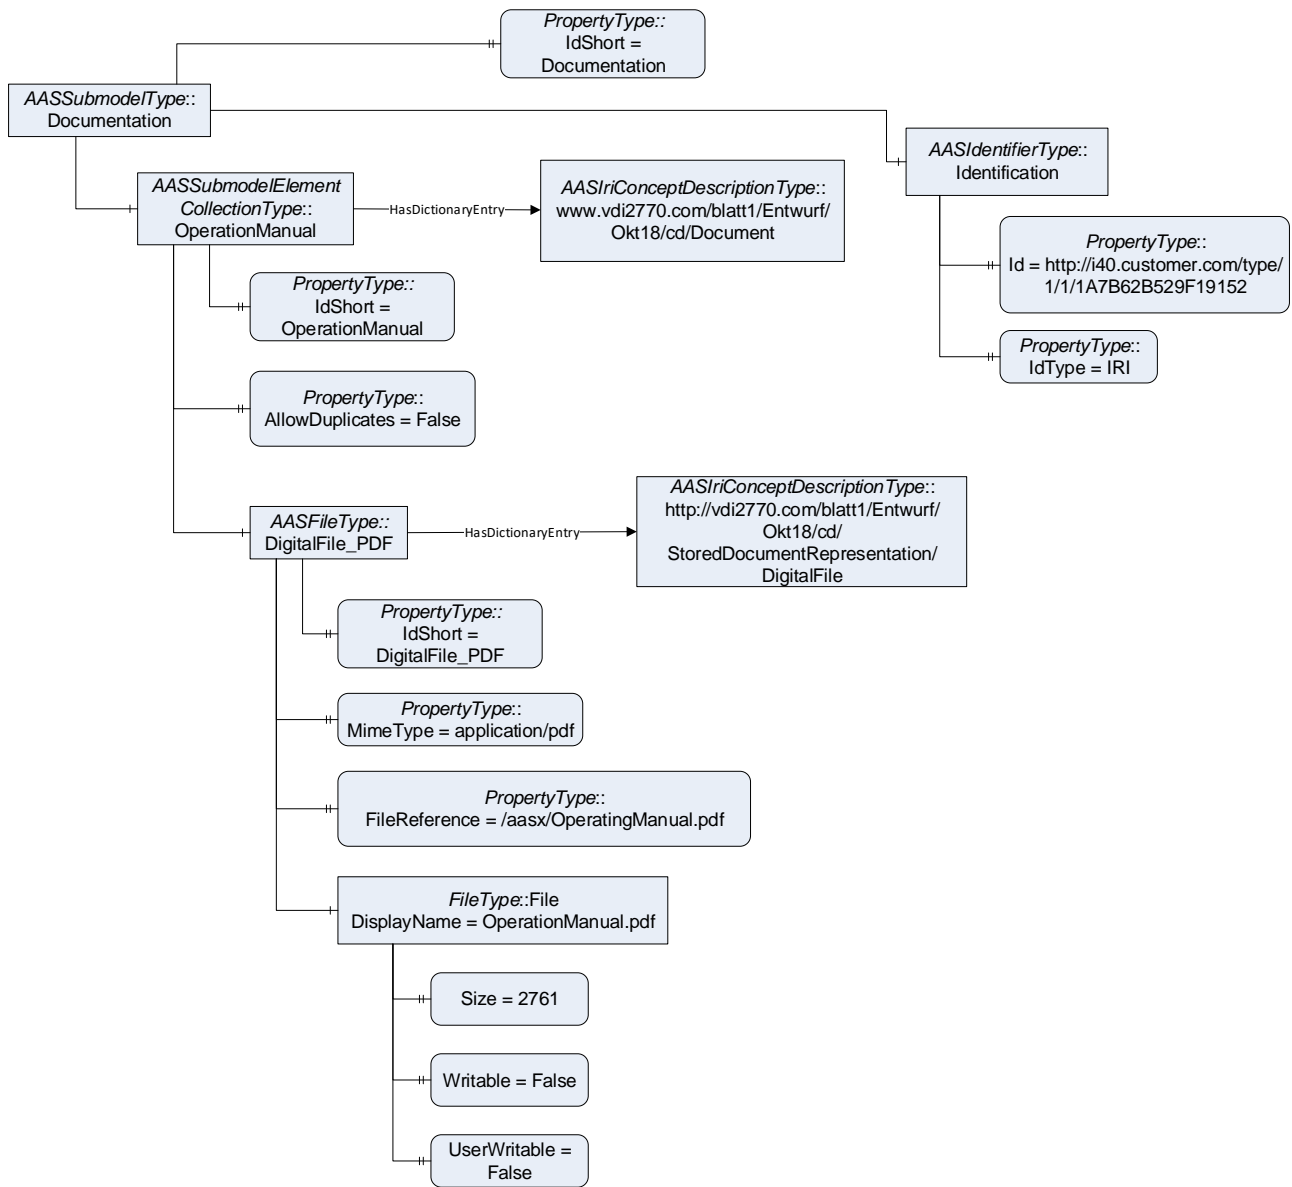 PropertyType::
IdShort =
Documentation
AASSubmodelType::
Documentation
AASIdentifierType::
Identification
AASSubmodelElement
CollectionType::
OperationManual
HasDictionaryEntry
AASIriConceptDescriptionType::
www.vdi2770.com/blatt1/Entwurf/
Okt18/cd/Document
PropertyType::
Id = http://i40.customer.com/type/
1/1/1A7B62B529F19152
PropertyType::
IdShort =
OperationManual
PropertyType::
IdType = IRI
PropertyType::
AllowDuplicates = False
AASFileType::
DigitalFile_PDF
HasDictionaryEntry
AASIriConceptDescriptionType::
http://vdi2770.com/blatt1/Entwurf/
Okt18/cd/
StoredDocumentRepresentation/
DigitalFile
PropertyType::
IdShort =
DigitalFile_PDF
PropertyType::
MimeType = application/pdf
PropertyType::
FileReference = /aasx/OperatingManual.pdf
FileType::File
DisplayName = OperationManual.pdf
Size = 2761
Writable = False
UserWritable =
False